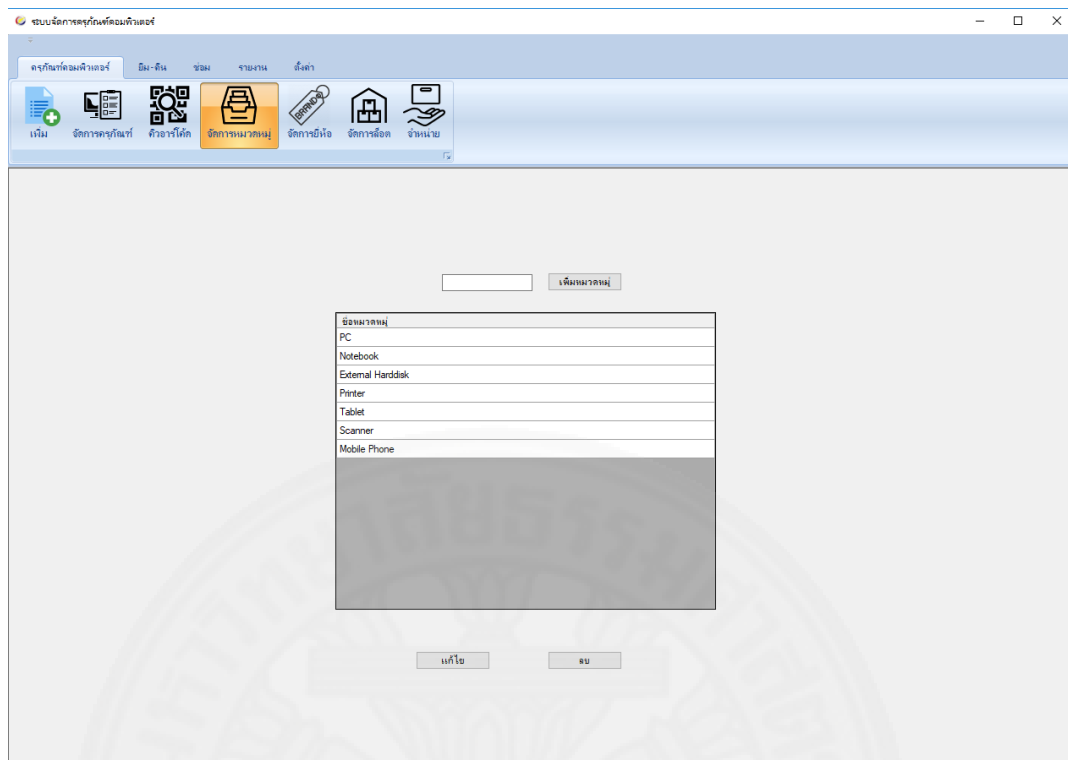 ระบบจัดการครุภัณฑ์คอมพิวเตอร์
ครุภัณฑ์คอมพิวเตอร์ ยืม-คืน ซ่อม รายงาน ตั้งค่า
BRAND
เพิ่ม จัดการครุภัณฑ์ คิวอาร์โค้ด จัดการหมวดหมู่ จัดการยี่ห้อ จัดการล็อต จำหน่าย
เพิ่มหมวดหมู่
ชื่อหมวดหมู่
PC
Notebook
External Harddisk
Printer
Tablet
Scanner
Mobile Phone
แก้ไข ลบ